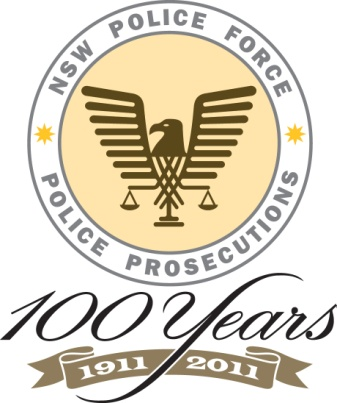 NSW POLICE FORCE
POLICE PROSECUTIONS
100 Years
1911 2011